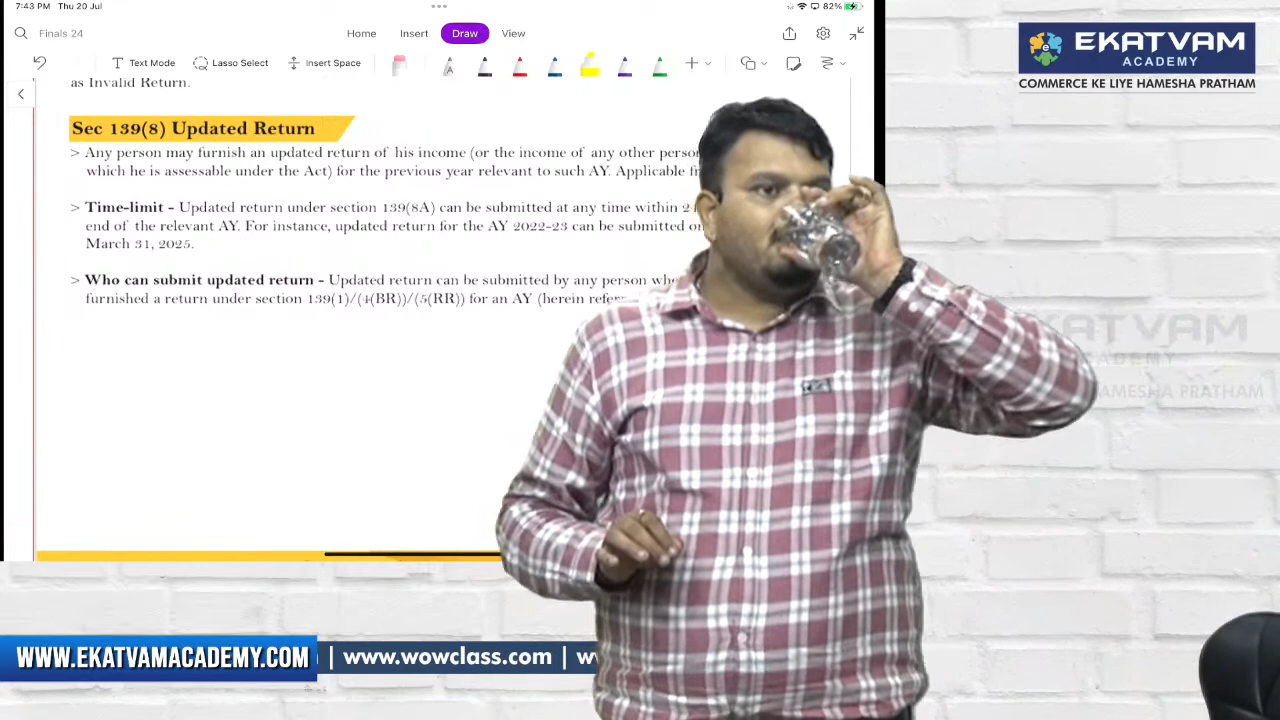 7:43 PM Thu 20 Jul
82%
Finals 24
Home Insert Draw View
Text Mode Lasso Select Insert Space
as Invalid Return.
Sec 139(8) Updated Return
> Any person may furnish an updated return of his income (or the income of any other person
which he is assessable under the Act) for the previous year relevant to such AY. Applicable
> Time-limit - Updated return under section 139(8A) can be submitted at any time within
end of the relevant AY. For instance, updated return for the AY 2022-23 can be submitted
March 31, 2025.
> Who can submit updated return - Updated return can be submitted by any person
furnished a return under section 139(1)/(4(BR))/(5(RR)) for an AY (herein
EKATVAM
ACADEMY
COMMERCE KE LIYE HAMESHA PRATHAM
KATVAM
ACADEMY
HAMESHA PRATHAM
WWW.EKATVAMACADEMY.COM | www.wowclass.com |